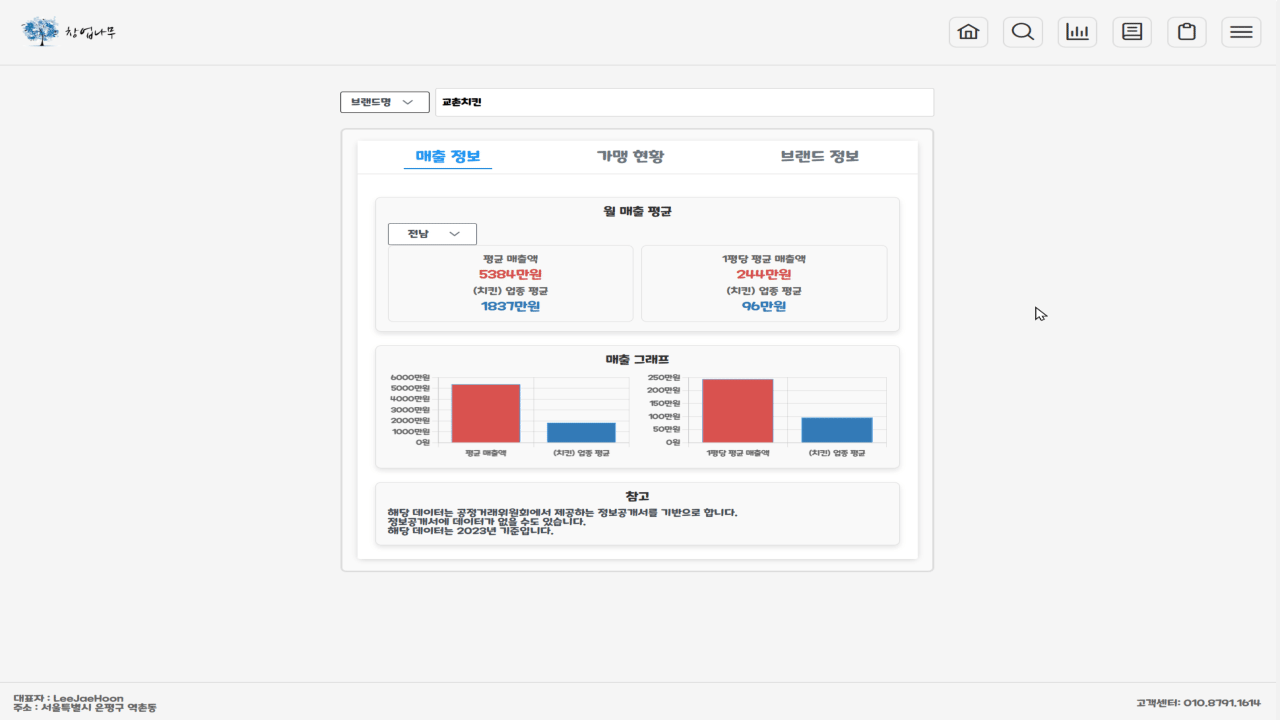 창업나무
브랜드명
교촌치킨
매출 정보
가맹 현황
브랜드 정보
월 매출 평균
전남
평균 매출액
5384만원
(치킨) 업종 평균
1837만원
1평당 평균 매출액
244만원
(치킨) 업종 평균
96만원
매출 그래프
6000만원
5000만원
4000만원
3000만원
2000만원
1000만원
0원
평균 매출액
(치킨) 업종 평균
250만원
200만원
150만원
100만원
50만원
0원
1평당 평균 매출액
(치킨) 업종 평균
참고
해당 데이터는 공정거래위원회에서 제공하는 정보공개서를 기반으로 합니다.
정보공개서에 데이터가 없을 수도 있습니다.
해당 데이터는 2023년 기준입니다.
대표자 : LeeJaeHoon
주소 : 서울특별시 은평구 역촌동
고객센터: 010.8791.1614